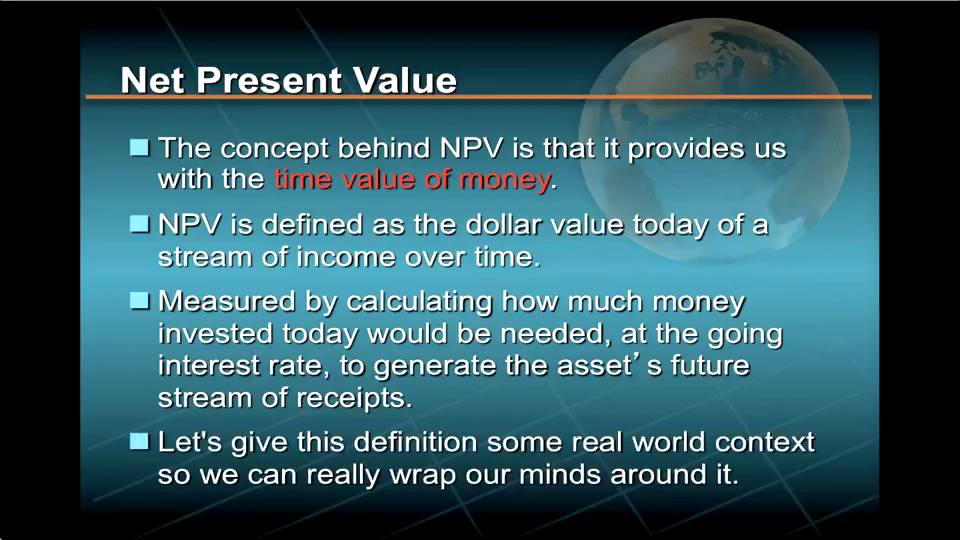 Net Present Value
The concept behind NPV is that it provides us
with the time value of money.
NPV is defined as the dollar value today of a
stream of income over time.
Measured by calculating how much money
invested today would be needed, at the going
interest rate, to generate the asset’s future
stream of receipts.
Let's give this definition some real world context
so we can really wrap our minds around it.